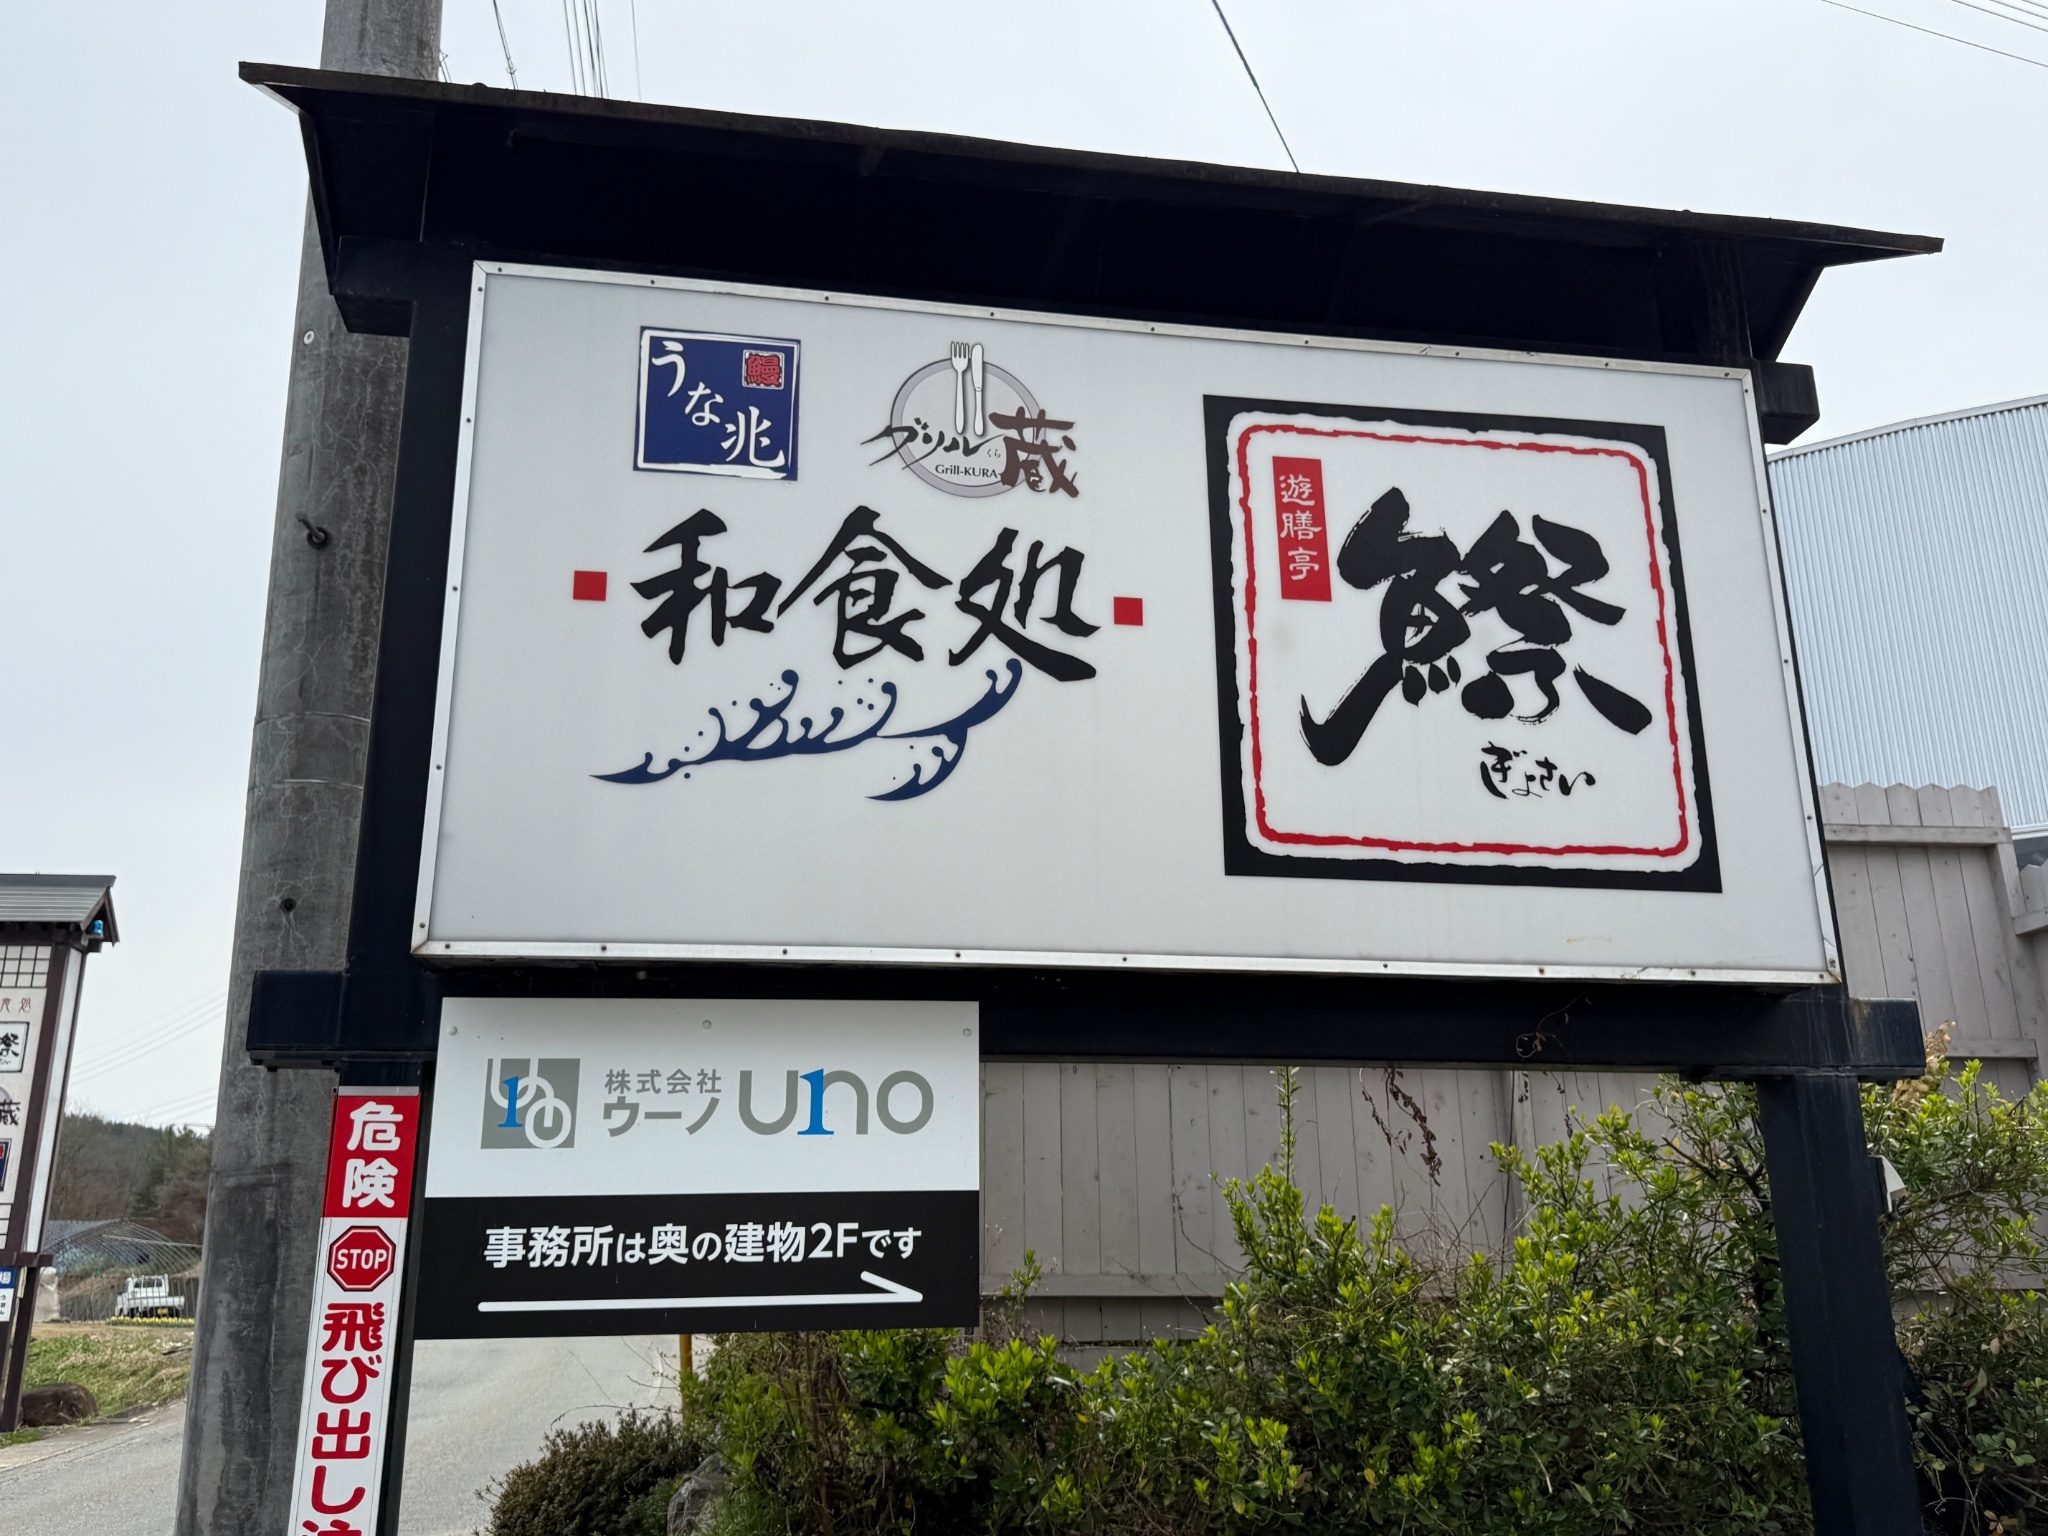 うな兆
鰻
グリル蔵
くら
Grill-KURA
和食処
遊膳亭
鰶
ぎょさい
株式会社
ウーノ uno
事務所は奥の建物2Fです
危険
STOP
飛び出し注